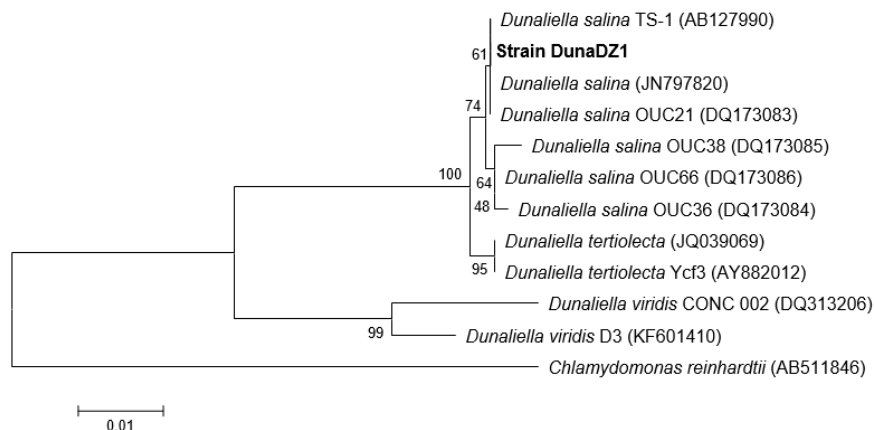 Dunaliella salina TS-1 (AB127990)
61 Strain DunaDZ1
Dunaliella salina (JN797820)
74
Dunaliella salina OUC21 (DQ173083)
Dunaliella salina OUC38 (DQ173085)
100 64 Dunaliella salina OUC66 (DQ173086)
48 Dunaliella salina OUC36 (DQ173084)
Dunaliella tertiolecta (JQ039069)
95 Dunaliella tertiolecta Ycf3 (AY882012)
Dunaliella viridis CONC 002 (DQ313206)
99 Dunaliella viridis D3 (KF601410)
Chlamydomonas reinhardtii (AB511846)
0.01